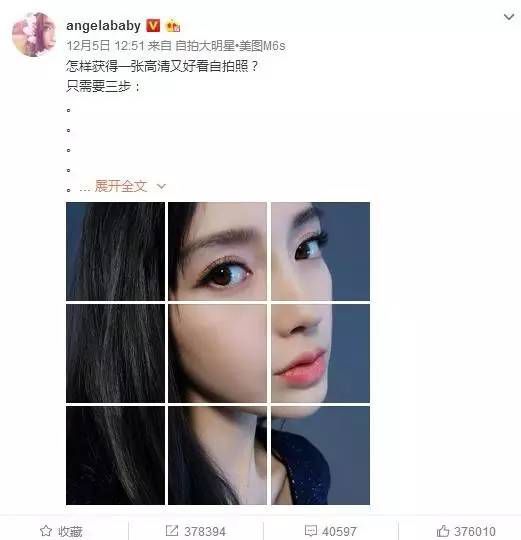 angelababy
12月5日 12:51 来自 自拍大明星•美图M6s
怎样获得一张高清又好看自拍照？
只需要三步：
。
。
。
。
。... 展开全文
收藏
378394
40597
376010